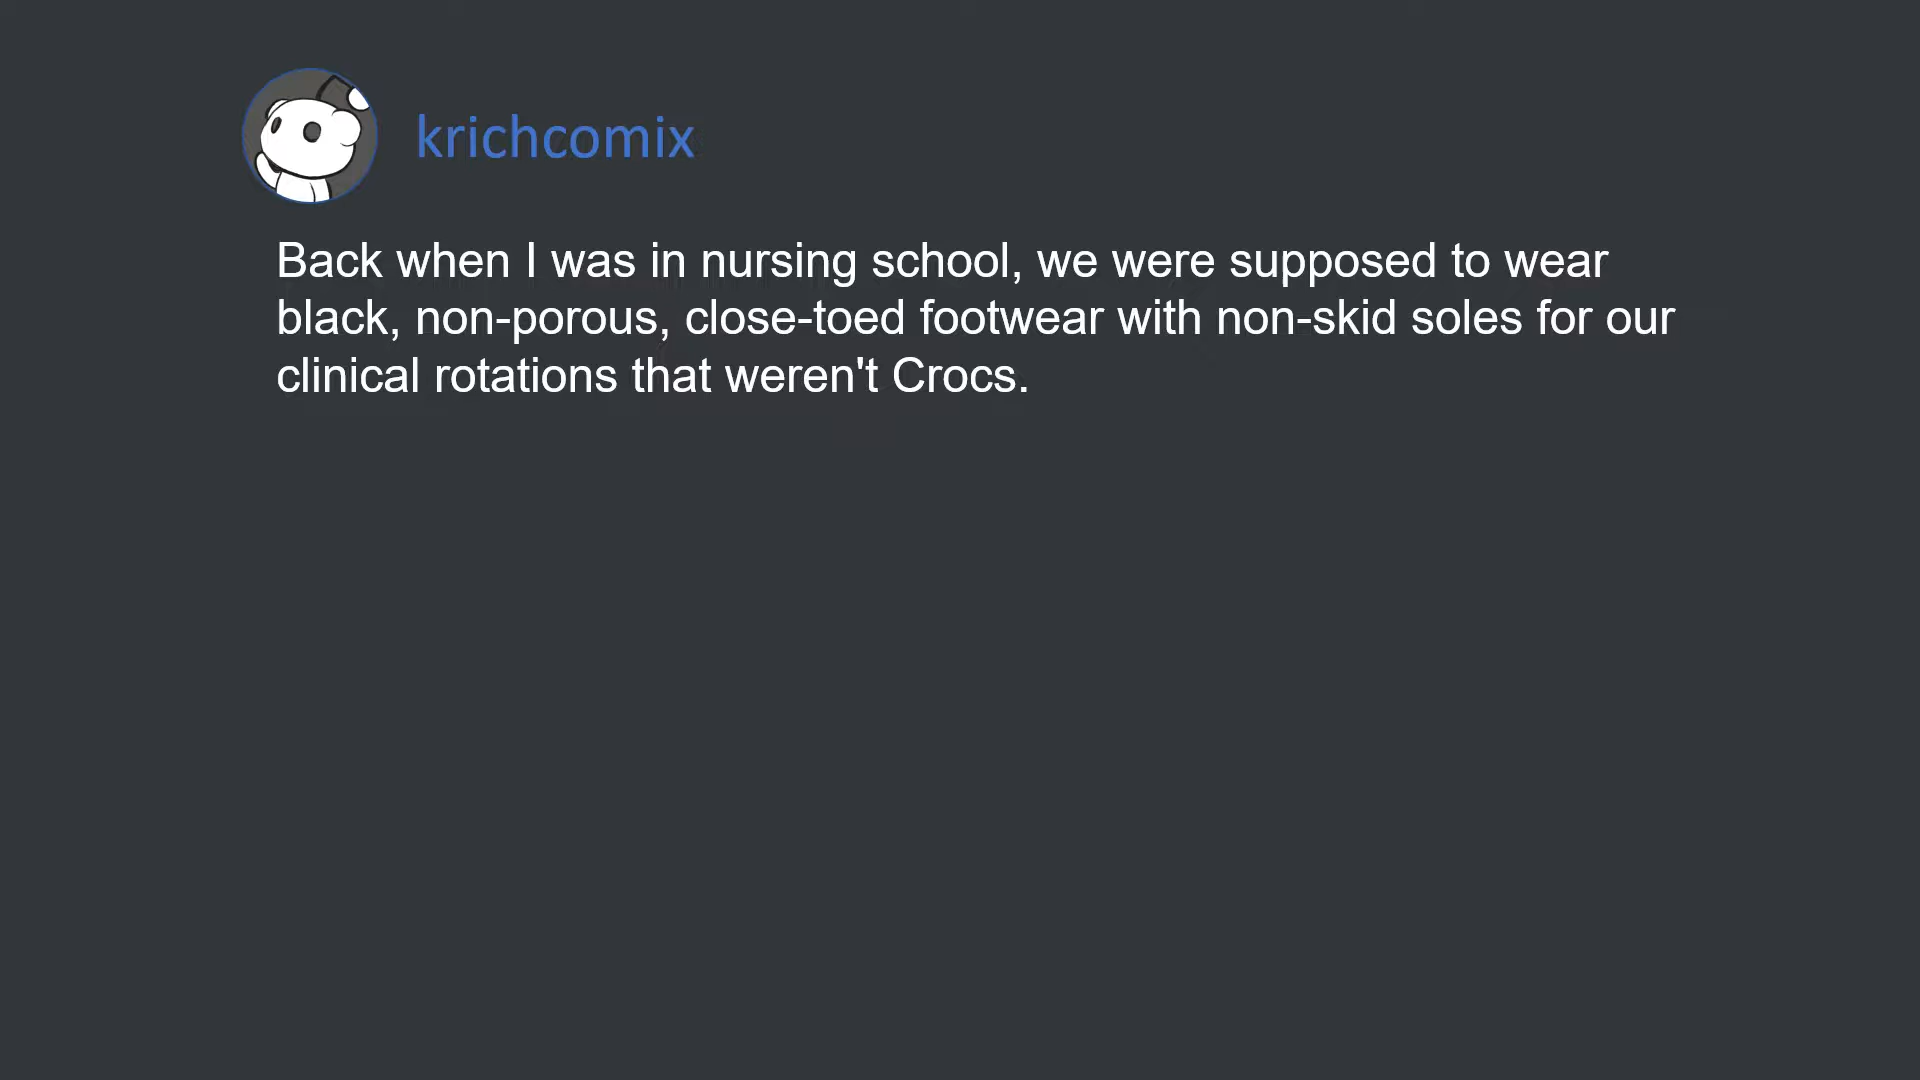 krichcomix
Back when I was in nursing school, we were supposed to wear
black, non-porous, close-toed footwear with non-skid soles for our
clinical rotations that weren't Crocs.